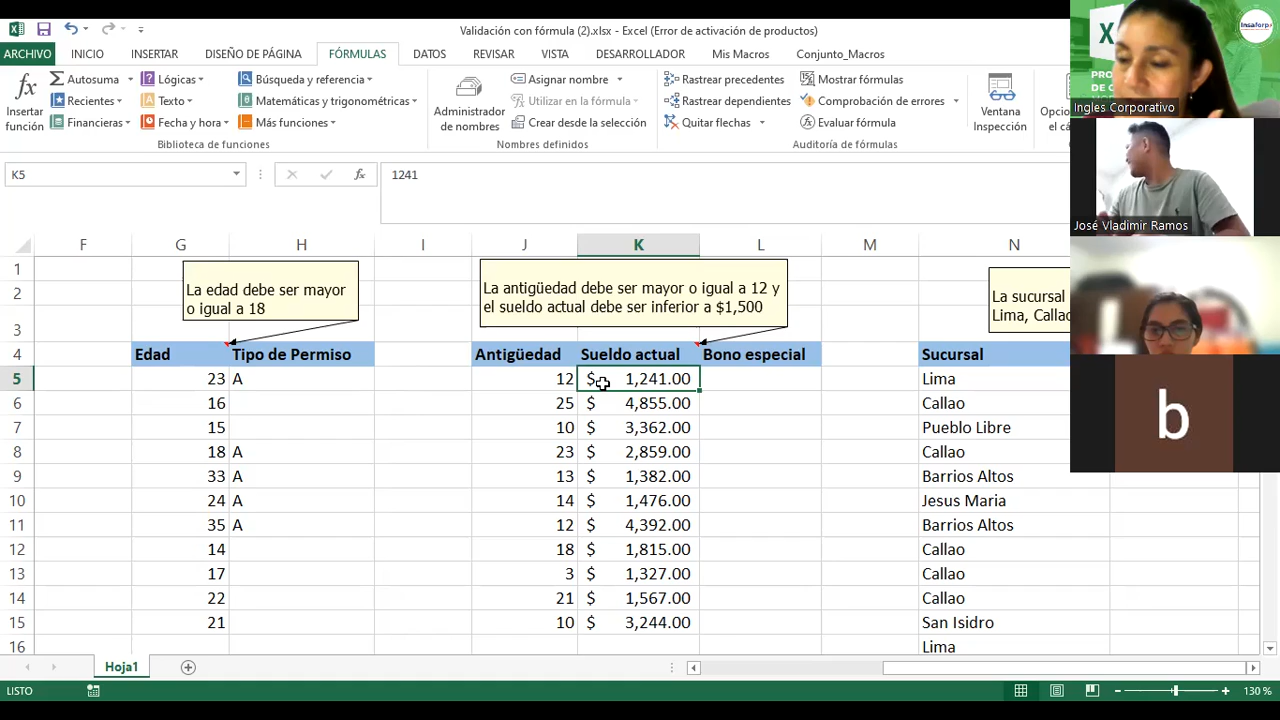 Validación con fórmula (2).xlsx - Excel (Error de activación de productos)
ARCHIVO INICIO INSERTAR DISEÑO DE PÁGINA FÓRMULAS DATOS REVISAR VISTA DESARROLLADOR Mis Macros Conjunto_Macros
fx Insertar función
Autosuma
Recientes
Financieras
Lógicas
Texto
Fecha y hora
Búsqueda y referencia
Matemáticas y trigonométricas
Más funciones
Biblioteca de funciones
Administrador de nombres
Asignar nombre
Utilizar en la fórmula
Crear desde la selección
Nombres definidos
Rastrear precedentes
Rastrear dependientes
Quitar flechas
Mostrar fórmulas
Comprobación de errores
Evaluar fórmula
Auditoría de fórmulas
Ventana Inspección
K5 fx 1241
F G H I J K L M N
1
2
3
La edad debe ser mayor
o igual a 18
La antigüedad debe ser mayor o igual a 12 y
el sueldo actual debe ser inferior a $1,500
La sucursal
Lima, Callao
4 Edad Tipo de Permiso Antigüedad Sueldo actual Bono especial Sucursal
5 23 A 12 $ 1,241.00 Lima
6 16 25 $ 4,855.00 Callao
7 15 10 $ 3,362.00 Pueblo Libre
8 18 A 23 $ 2,859.00 Callao
9 33 A 13 $ 1,382.00 Barrios Altos
10 24 A 14 $ 1,476.00 Jesus Maria
11 35 A 12 $ 4,392.00 Barrios Altos
12 14 18 $ 1,815.00 Callao
13 17 3 $ 1,327.00 Callao
14 22 21 $ 1,567.00 Callao
15 21 10 $ 3,244.00 San Isidro
16 Lima
Hoja1
LISTO 130 %
Insaforp
Ingles Corporativo
José Vladimir Ramos
b